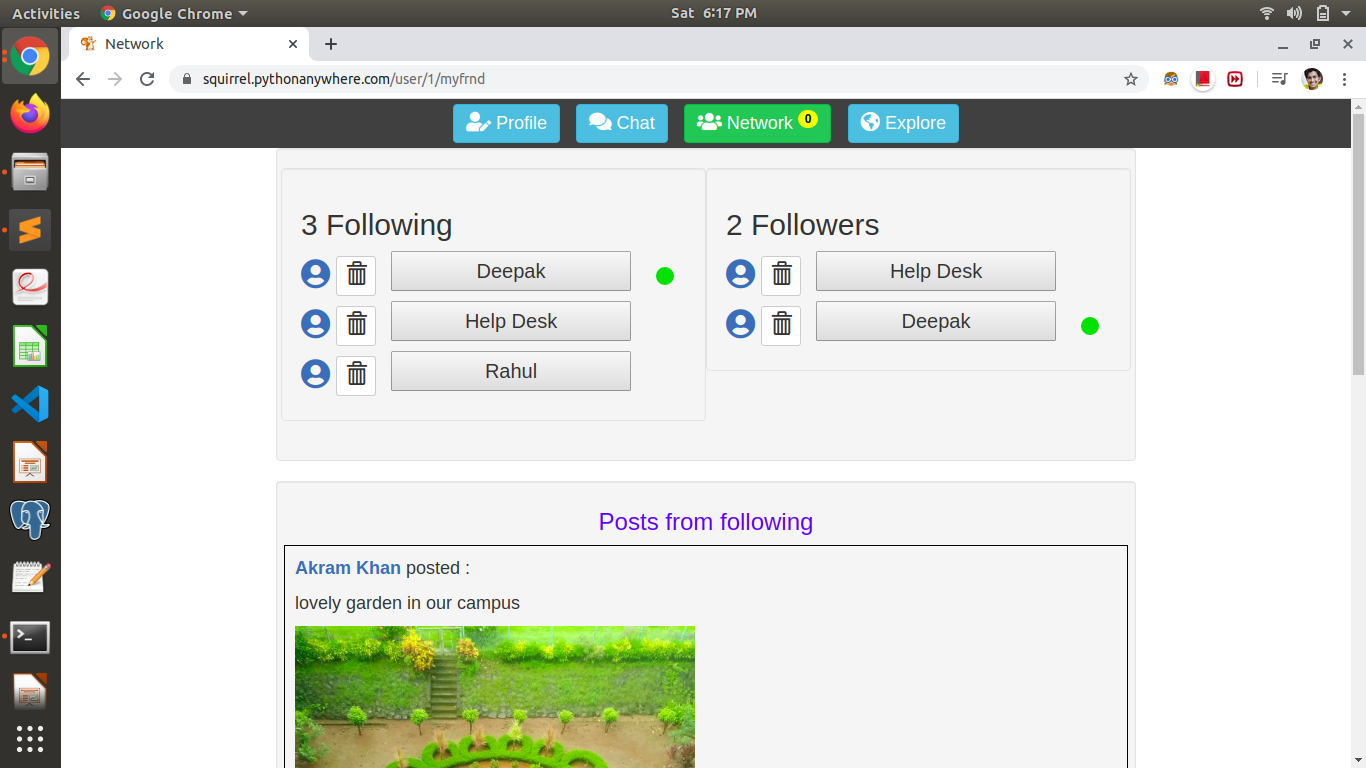 Activities Google Chrome Sat 6:17 PM
Network
squirrel.pythonanywhere.com/user/1/myfrnd
Profile Chat Network 0 Explore
3 Following
Deepak
Help Desk
Rahul
2 Followers
Help Desk
Deepak
Posts from following
Akram Khan posted :
lovely garden in our campus